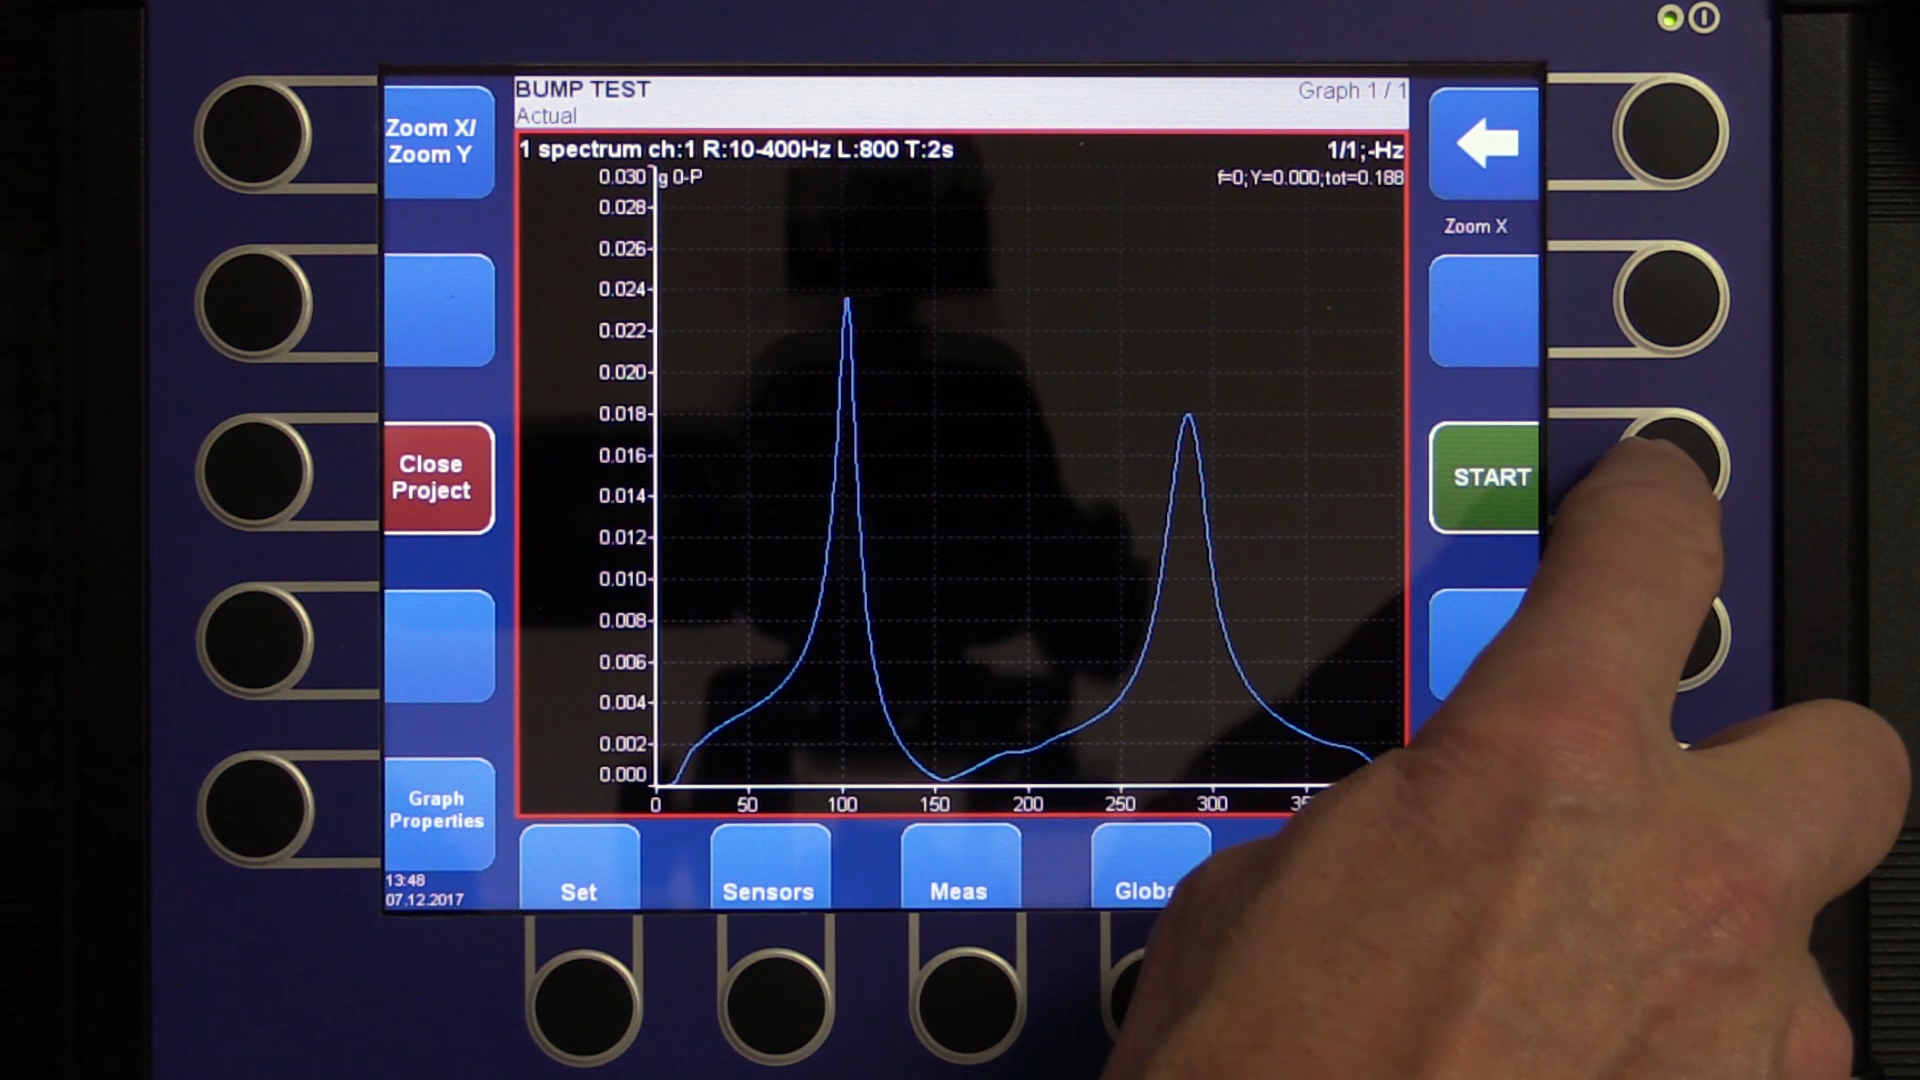 BUMP TEST
Graph 1 / 1
Actual
1 spectrum ch:1 R:10-400Hz L:800 T:2s
1/1;-Hz
g 0-P
f=0;Y=0.000;tot=0.188
0.030
0.028
0.026
0.024
0.022
0.020
0.018
0.016
0.014
0.012
0.010
0.008
0.006
0.004
0.002
0.000
0
50
100
150
200
250
300
Zoom X/
Zoom Y
Close
Project
Graph
Properties
13:48
07.12.2017
Zoom X
START
Set
Sensors
Meas